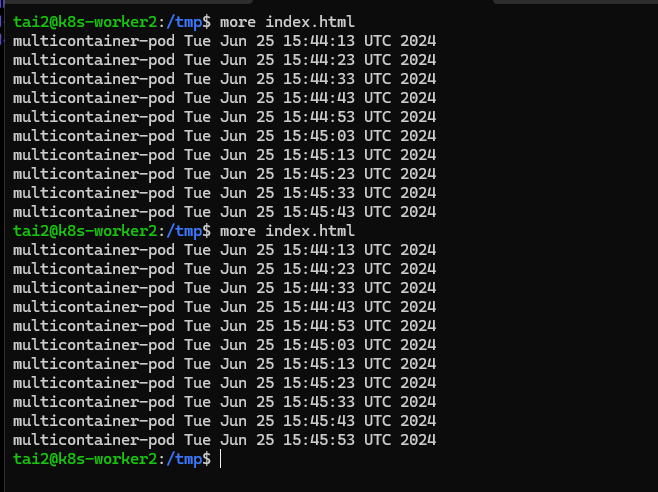 tai2@k8s-worker2:/tmp$ more index.html
multicontainer-pod Tue Jun 25 15:44:13 UTC 2024
multicontainer-pod Tue Jun 25 15:44:23 UTC 2024
multicontainer-pod Tue Jun 25 15:44:33 UTC 2024
multicontainer-pod Tue Jun 25 15:44:43 UTC 2024
multicontainer-pod Tue Jun 25 15:44:53 UTC 2024
multicontainer-pod Tue Jun 25 15:45:03 UTC 2024
multicontainer-pod Tue Jun 25 15:45:13 UTC 2024
multicontainer-pod Tue Jun 25 15:45:23 UTC 2024
multicontainer-pod Tue Jun 25 15:45:33 UTC 2024
multicontainer-pod Tue Jun 25 15:45:43 UTC 2024
tai2@k8s-worker2:/tmp$ more index.html
multicontainer-pod Tue Jun 25 15:44:13 UTC 2024
multicontainer-pod Tue Jun 25 15:44:23 UTC 2024
multicontainer-pod Tue Jun 25 15:44:33 UTC 2024
multicontainer-pod Tue Jun 25 15:44:43 UTC 2024
multicontainer-pod Tue Jun 25 15:44:53 UTC 2024
multicontainer-pod Tue Jun 25 15:45:03 UTC 2024
multicontainer-pod Tue Jun 25 15:45:13 UTC 2024
multicontainer-pod Tue Jun 25 15:45:23 UTC 2024
multicontainer-pod Tue Jun 25 15:45:33 UTC 2024
multicontainer-pod Tue Jun 25 15:45:43 UTC 2024
multicontainer-pod Tue Jun 25 15:45:53 UTC 2024
tai2@k8s-worker2:/tmp$